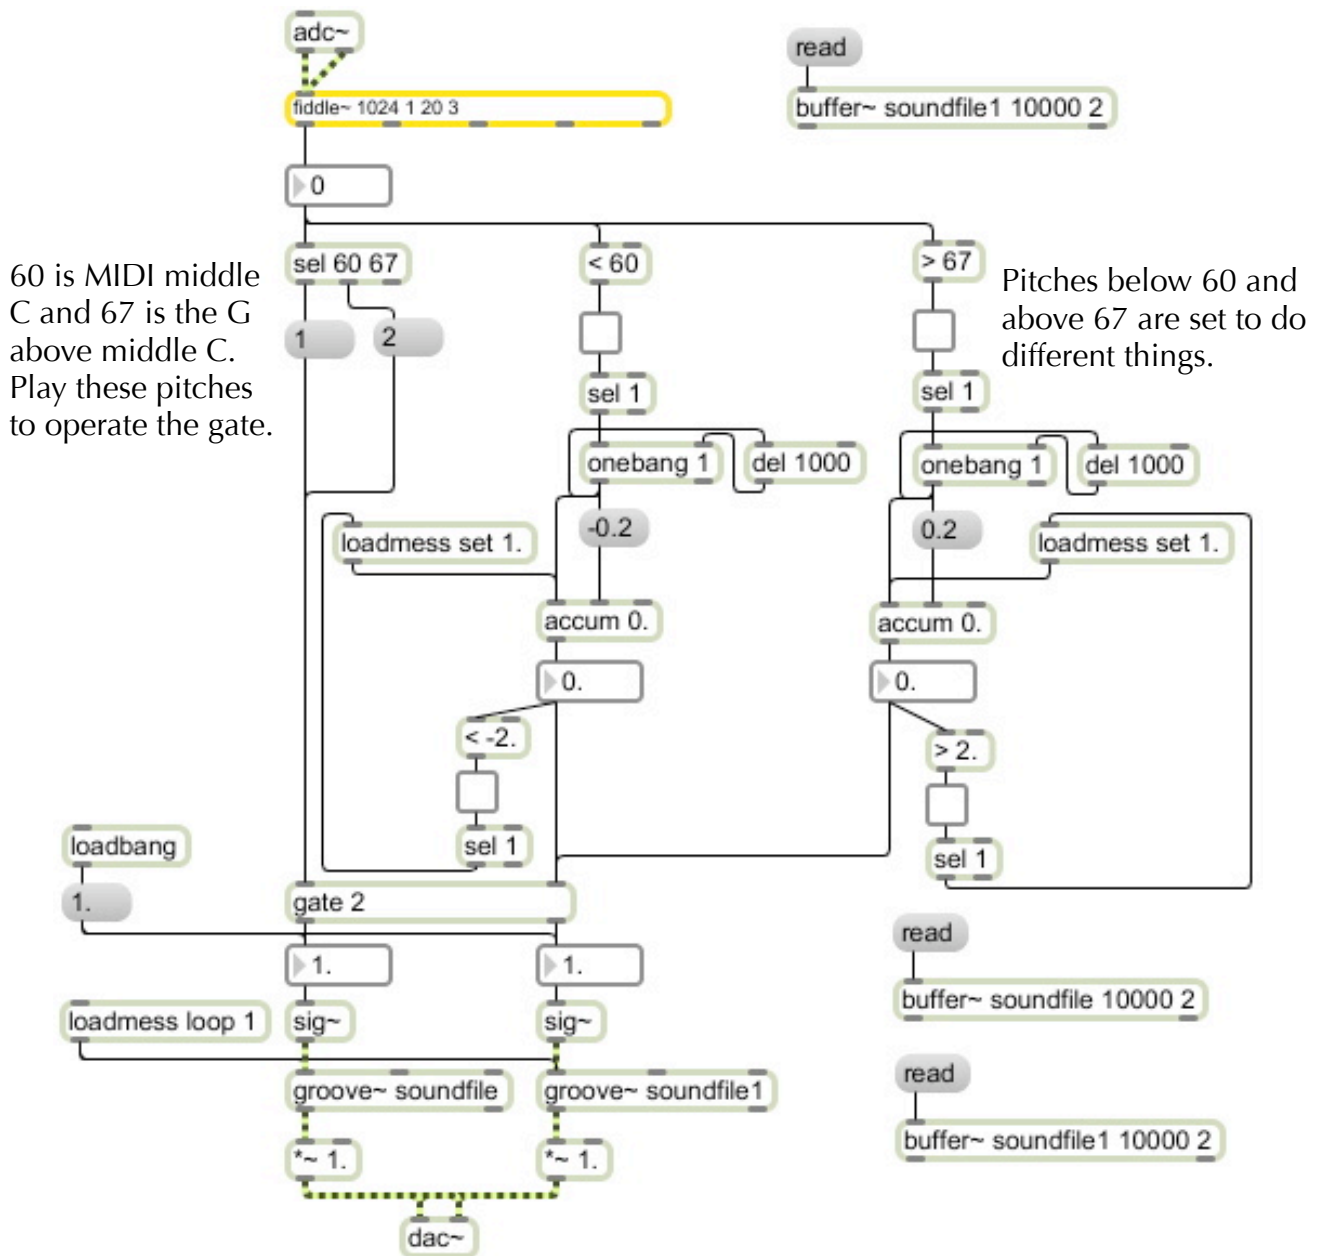 adc~
read
fiddle~ 1024 1 20 3
buffer~ soundfile1 10000 2
0
sel 60 67
< 60
> 67
60 is MIDI middle
C and 67 is the G
above middle C.
Play these pitches
to operate the gate.
Pitches below 60 and
above 67 are set to do
different things.
1
2
sel 1
sel 1
onebang 1
del 1000
onebang 1
del 1000
-0.2
0.2
loadmess set 1.
loadmess set 1.
accum 0.
accum 0.
0.
0.
< -2.
> 2.
loadbang
sel 1
sel 1
1.
gate 2
read
1.
1.
buffer~ soundfile 10000 2
loadmess loop 1
sig~
sig~
read
groove~ soundfile
groove~ soundfile1
buffer~ soundfile1 10000 2
*~ 1.
*~ 1.
dac~